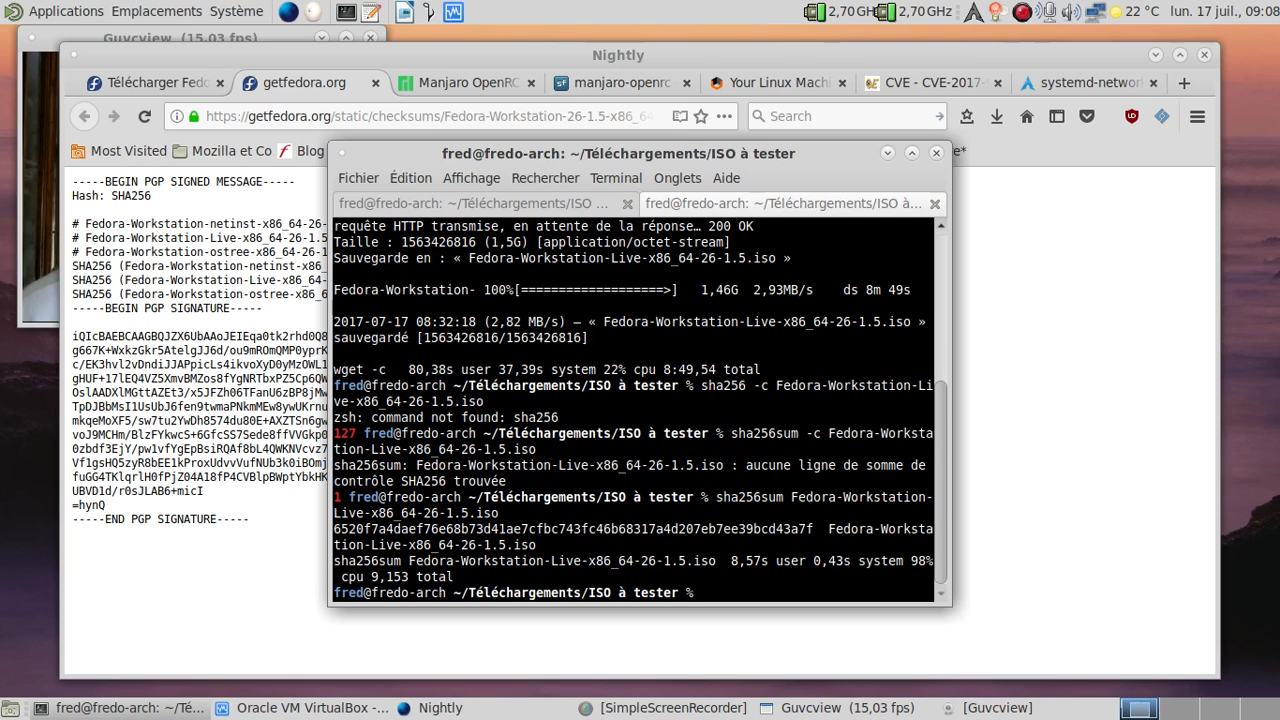 Applications Emplacements Système
2,70 GHz 2,70 GHz 22 °C lun. 17 juil., 09:08
Guvcview (15,03 fps)
Nightly
Télécharger Fedo
getfedora.org
Manjaro OpenRC
manjaro-openrc
Your Linux Machi
CVE - CVE-2017-
systemd-networ
https://getfedora.org/static/checksums/Fedora-Workstation-26-1.5-x86_64
Search
Most Visited Mozilla et Co Blog
-----BEGIN PGP SIGNED MESSAGE-----
Hash: SHA256
# Fedora-Workstation-netinst-x86_64-26-
# Fedora-Workstation-Live-x86_64-26-1.5
# Fedora-Workstation-ostree-x86_64-26-1
SHA256 (Fedora-Workstation-netinst-x86_
SHA256 (Fedora-Workstation-Live-x86_64-
SHA256 (Fedora-Workstation-ostree-x86_6
-----BEGIN PGP SIGNATURE-----
UBVD1d/r0sJLAB6+micI
=hynQ
-----END PGP SIGNATURE-----
fred@fredo-arch: ~/Téléchargements/ISO à tester
Fichier Édition Affichage Rechercher Terminal Onglets Aide
fred@fredo-arch: ~/Téléchargements/ISO ...
fred@fredo-arch: ~/Téléchargements/ISO à...
requête HTTP transmise, en attente de la réponse… 200 OK
Taille : 1563426816 (1,5G) [application/octet-stream]
Sauvegarde en : « Fedora-Workstation-Live-x86_64-26-1.5.iso »
Fedora-Workstation- 100%[===================>] 1,46G 2,93MB/s ds 8m 49s
2017-07-17 08:32:18 (2,82 MB/s) — « Fedora-Workstation-Live-x86_64-26-1.5.iso »
sauvegardé [1563426816/1563426816]
wget -c 80,38s user 37,39s system 22% cpu 8:49,54 total
fred@fredo-arch ~/Téléchargements/ISO à tester % sha256 -c Fedora-Workstation-Li
ve-x86_64-26-1.5.iso
zsh: command not found: sha256
127 fred@fredo-arch ~/Téléchargements/ISO à tester % sha256sum -c Fedora-Worksta
tion-Live-x86_64-26-1.5.iso
sha256sum: Fedora-Workstation-Live-x86_64-26-1.5.iso : aucune ligne de somme de
contrôle SHA256 trouvée
1 fred@fredo-arch ~/Téléchargements/ISO à tester % sha256sum Fedora-Workstation-
Live-x86_64-26-1.5.iso
6520f7a4daef76e68b73d41ae7cfbc743fc46b68317a4d207eb7ee39bcd43a7f Fedora-Worksta
tion-Live-x86_64-26-1.5.iso
sha256sum Fedora-Workstation-Live-x86_64-26-1.5.iso 8,57s user 0,43s system 98%
cpu 9,153 total
fred@fredo-arch ~/Téléchargements/ISO à tester %
fred@fredo-arch: ~/Té...
Oracle VM VirtualBox -...
Nightly
[SimpleScreenRecorder]
Guvcview (15,03 fps)
[Guvcview]